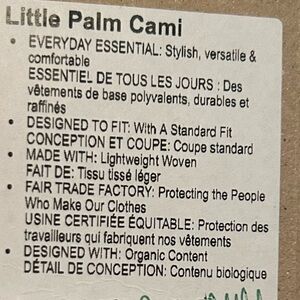 Little Palm Cami
• EVERYDAY ESSENTIAL: Stylish, versatile &
comfortable
ESSENTIEL DE TOUS LES JOURS : Des
vêtements de base polyvalents, durables et
raffinés
• DESIGNED TO FIT: With A Standard Fit
CONCEPTION ET COUPE: Coupe standard
• MADE WITH: Lightweight Woven
FAIT DE: Tissu tissé léger
• FAIR TRADE FACTORY: Protecting the People
Who Make Our Clothes
USINE CERTIFIÉE ÉQUITABLE: Protection des
travailleurs qui fabriquent nos vêtements
• DESIGNED WITH: Organic Content
DÉTAIL DE CONCEPTION: Contenu biologique